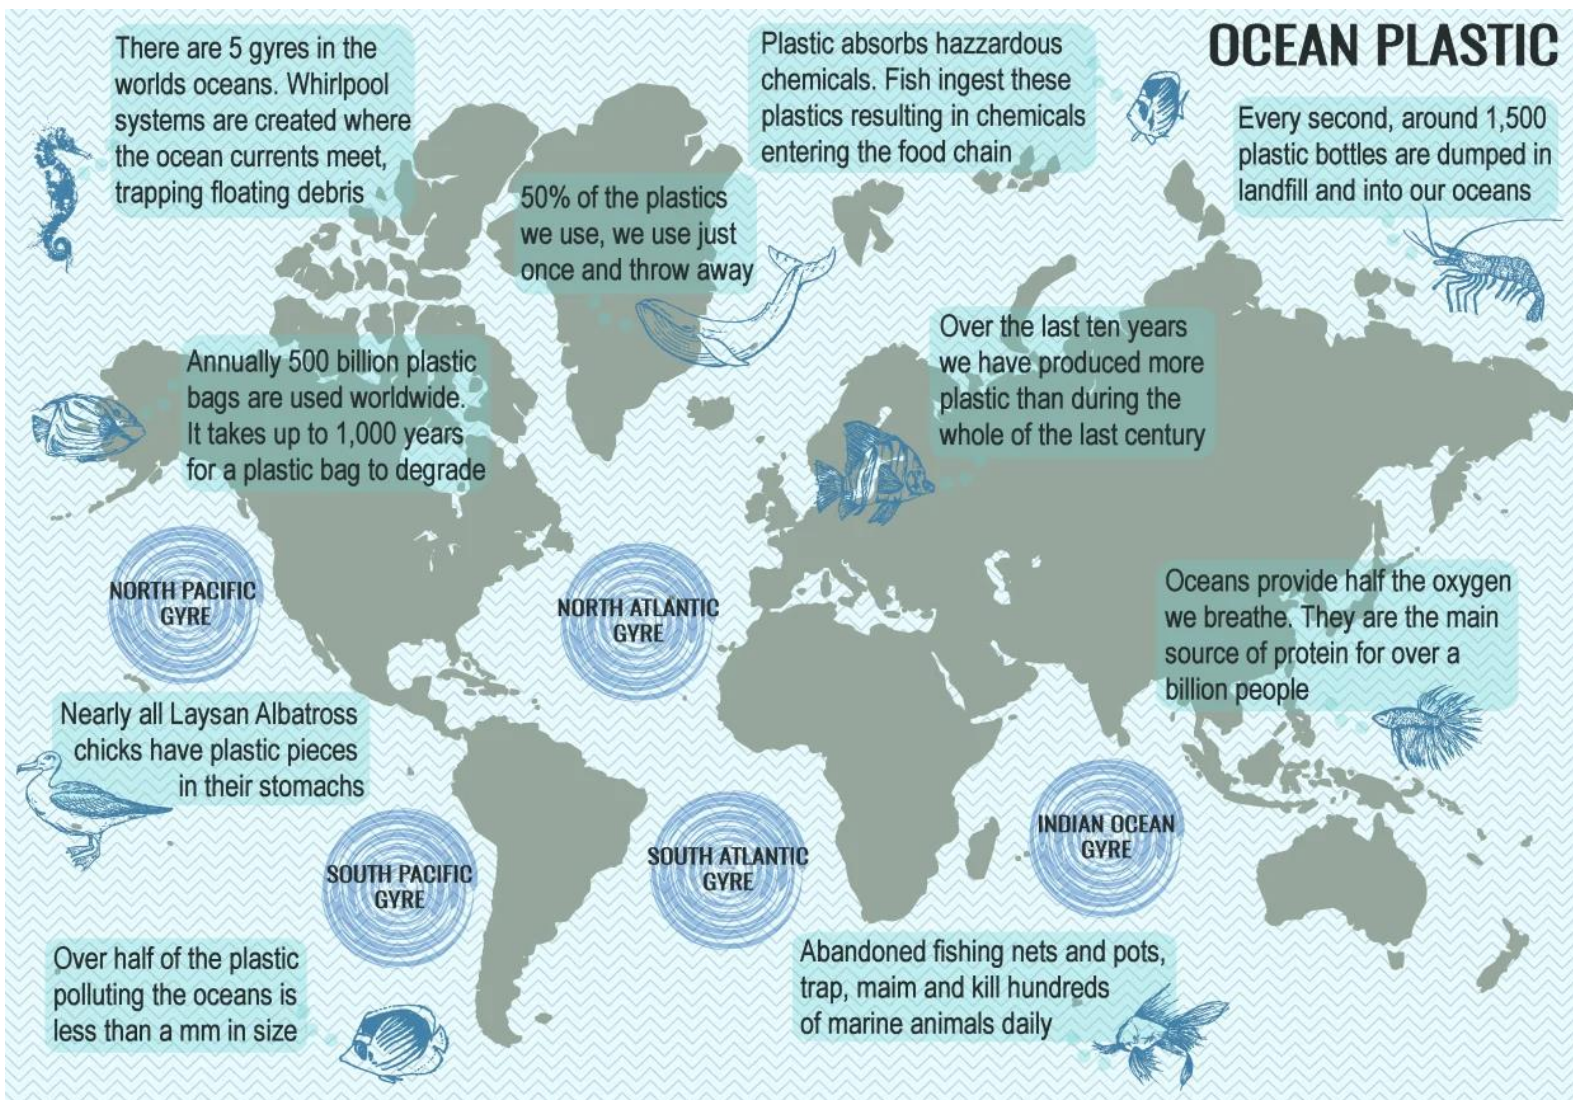 OCEAN PLASTIC
There are 5 gyres in the
worlds oceans. Whirlpool
systems are created where
the ocean currents meet,
trapping floating debris
Plastic absorbs hazzardous
chemicals. Fish ingest these
plastics resulting in chemicals
entering the food chain
Every second, around 1,500
plastic bottles are dumped in
landfill and into our oceans
50% of the plastics
we use, we use just
once and throw away
Over the last ten years
we have produced more
plastic than during the
whole of the last century
Annually 500 billion plastic
bags are used worldwide.
It takes up to 1,000 years
for a plastic bag to degrade
NORTH PACIFIC
GYRE
NORTH ATLANTIC
GYRE
Oceans provide half the oxygen
we breathe. They are the main
source of protein for over a
billion people
Nearly all Laysan Albatross
chicks have plastic pieces
in their stomachs
SOUTH PACIFIC
GYRE
SOUTH ATLANTIC
GYRE
INDIAN OCEAN
GYRE
Over half of the plastic
polluting the oceans is
less than a mm in size
Abandoned fishing nets and pots,
trap, maim and kill hundreds
of marine animals daily